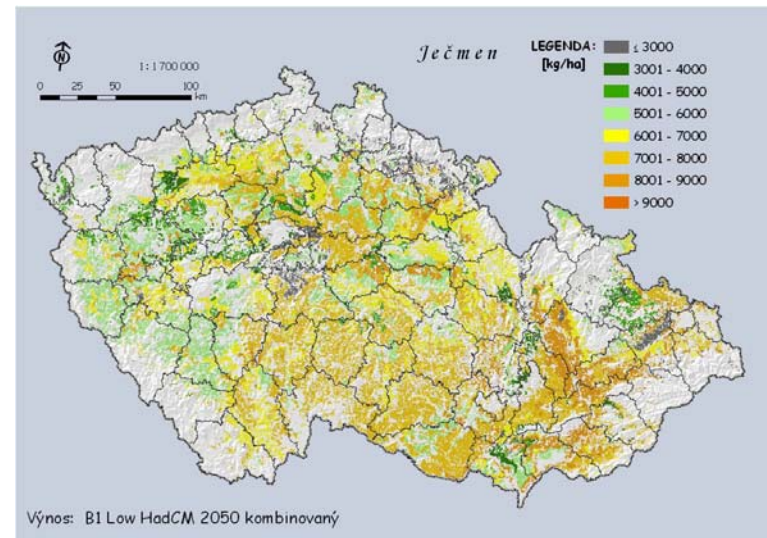 N
1:1 700 000
0 25 50 100
km
Ječmen
LEGENDA:
[kg/ha]
≤ 3000
3001 - 4000
4001 - 5000
5001 - 6000
6001 - 7000
7001 - 8000
8001 - 9000
> 9000
Výnos: B1 Low HadCM 2050 kombinovaný